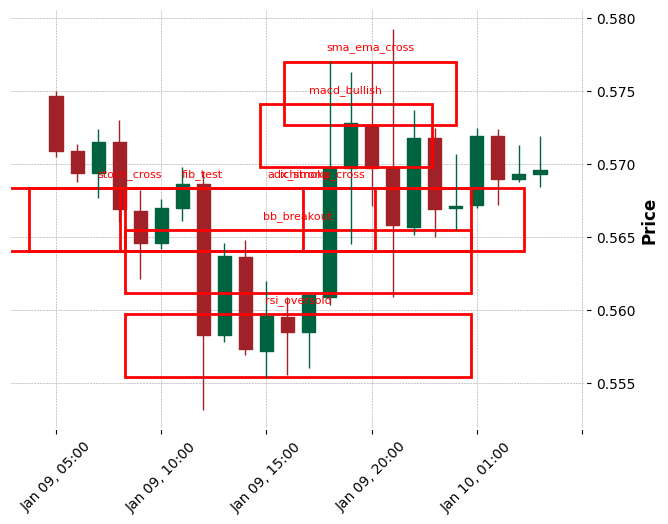 0.580
sma_ema_cross
0.575
macd_bullish
0.570
fib_test
0.565
bb_breakout
0.560
rsi_oversold
0.555
Price
Jan 09, 05:00
Jan 09, 10:00
Jan 09, 15:00
Jan 09, 20:00
Jan 10, 01:00